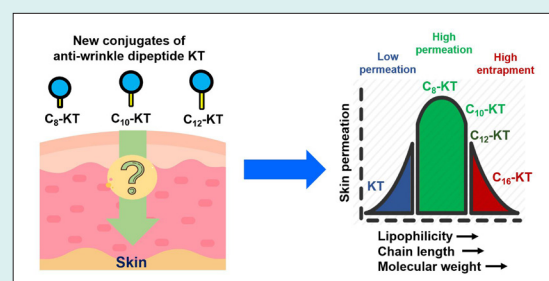 New conjugates of
anti-wrinkle dipeptide KT
C₈-KT C₁₀-KT C₁₂-KT
?
Skin
High
permeation
Low
permeation
High
entrapment
C₈-KT
C₁₀-KT
C₁₂-KT
KT
C₁₆-KT
Skin permeation
Lipophilicity
Chain length
Molecular weight